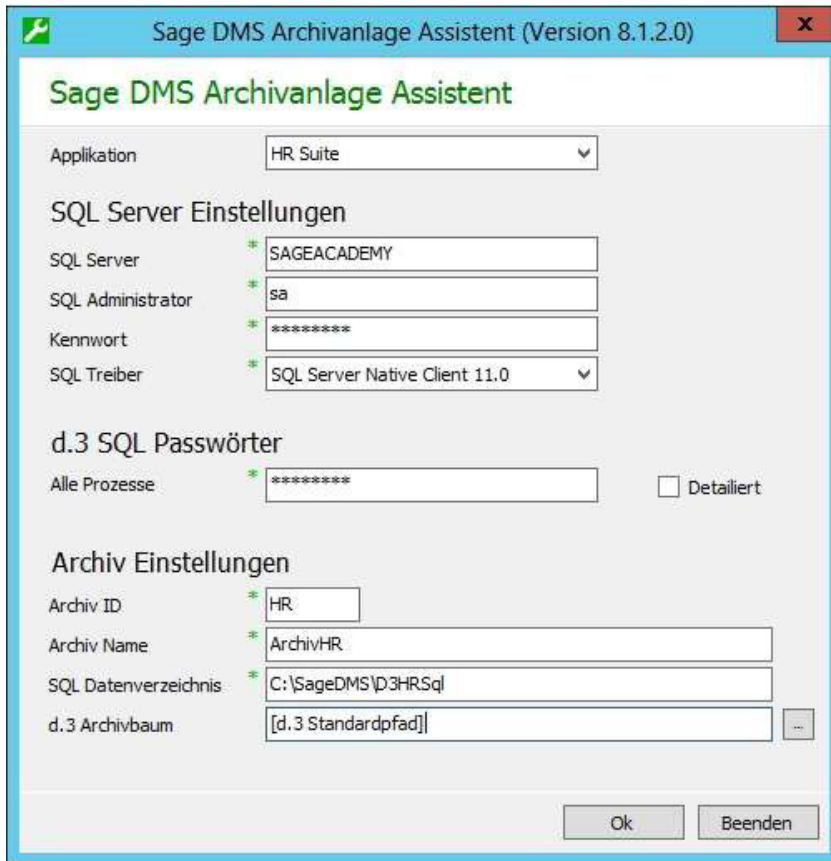 Sage DMS Archivanlage Assistent (Version 8.1.2.0)
x
Sage DMS Archivanlage Assistent
Applikation HR Suite
SQL Server Einstellungen
SQL Server * SAGEACADEMY
SQL Administrator * sa
Kennwort * ********
SQL Treiber * SQL Server Native Client 11.0
d.3 SQL Passwörter
Alle Prozesse * ******** Detailiert
Archiv Einstellungen
Archiv ID * HR
Archiv Name * ArchivHR
SQL Datenverzeichnis * C:\SageDMS\D3HRSql
d.3 Archivbaum [d.3 Standardpfad] ...
Ok Beenden